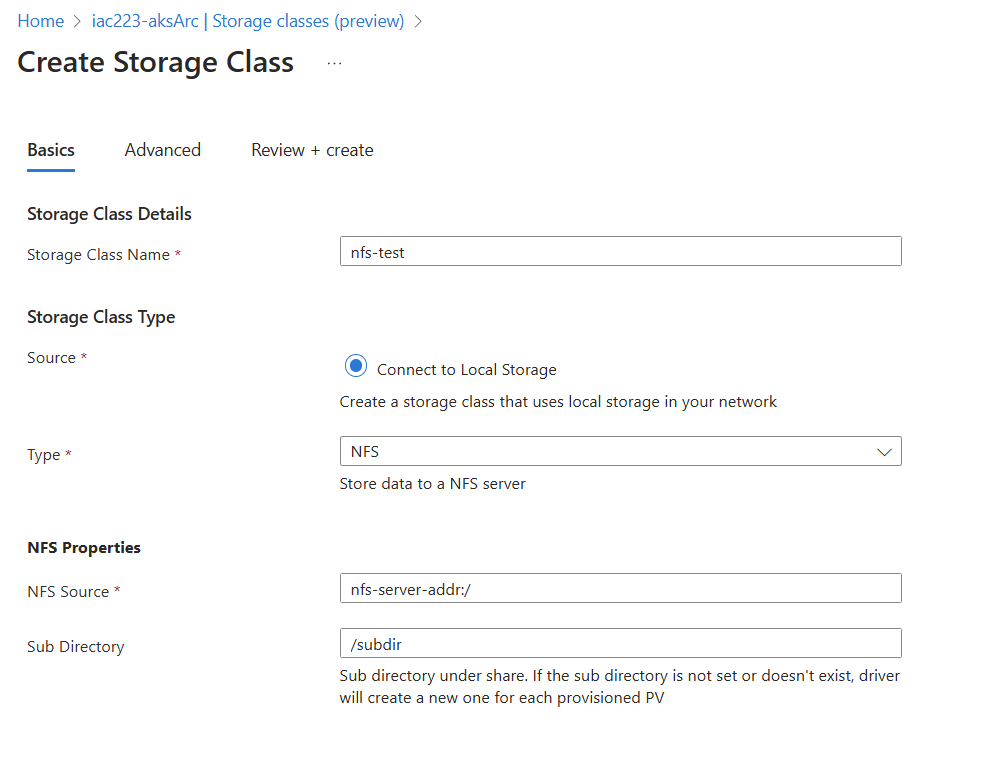 Home > iac223-aksArc | Storage classes (preview) >
Create Storage Class ...
Basics Advanced Review + create
Storage Class Details
Storage Class Name * nfs-test
Storage Class Type
Source * Connect to Local Storage
Create a storage class that uses local storage in your network
Type * NFS
Store data to a NFS server
NFS Properties
NFS Source * nfs-server-addr:/
Sub Directory /subdir
Sub directory under share. If the sub directory is not set or doesn't exist, driver
will create a new one for each provisioned PV